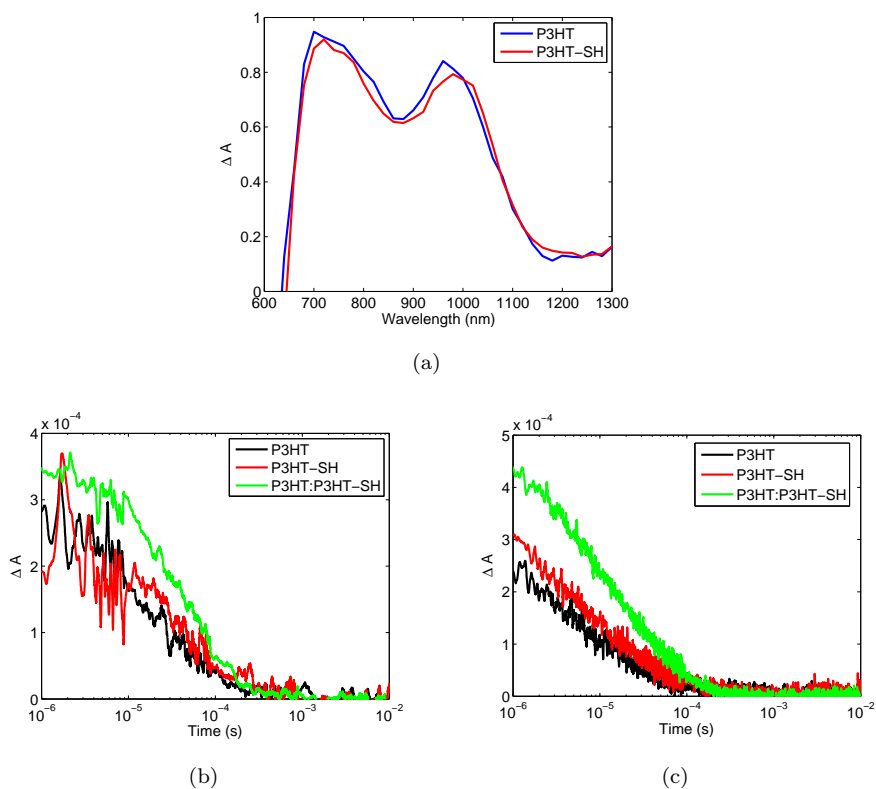 1
0.8
0.6
0.4
0.2
0
Δ A
600 700 800 900 1000 1100 1200 1300
Wavelength (nm)
P3HT
P3HT−SH
(a)
x 10⁻⁴
4
3
2
1
0
Δ A
10⁻⁶ 10⁻⁵ 10⁻⁴ 10⁻³ 10⁻²
Time (s)
P3HT
P3HT−SH
P3HT:P3HT−SH
(b)
x 10⁻⁴
5
4
3
2
1
0
Δ A
10⁻⁶ 10⁻⁵ 10⁻⁴ 10⁻³ 10⁻²
Time (s)
P3HT
P3HT−SH
P3HT:P3HT−SH
(c)